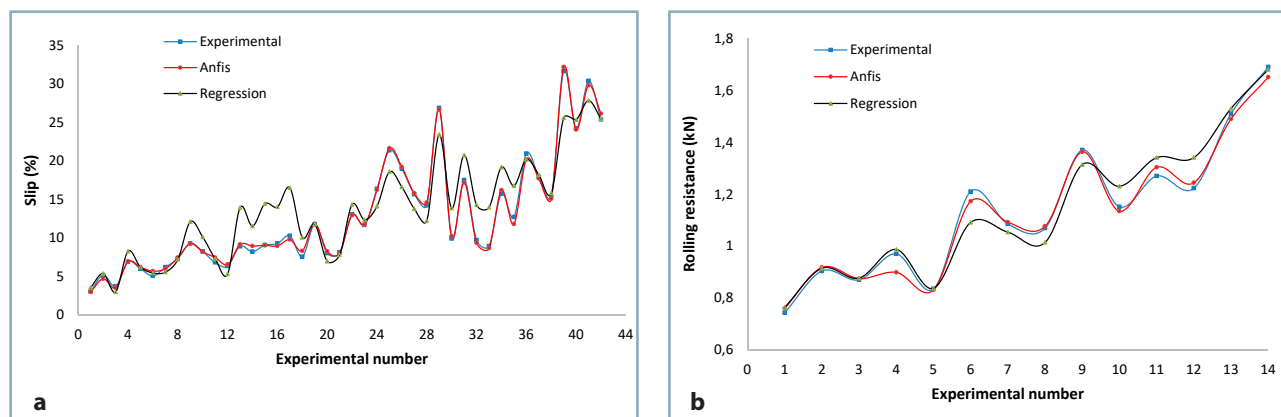 35
30
25
20
15
10
5
0
Slip (%)
Experimental
Anfis
Regression
0 4 8 12 16 20 24 28 32 36 40 44
Experimental number
a
1,8
1,6
1,4
1,2
1
0,8
0,6
Rolling resistance (kN)
Experimental
Anfis
Regression
0 1 2 3 4 5 6 7 8 9 10 11 12 13 14
Experimental number
b